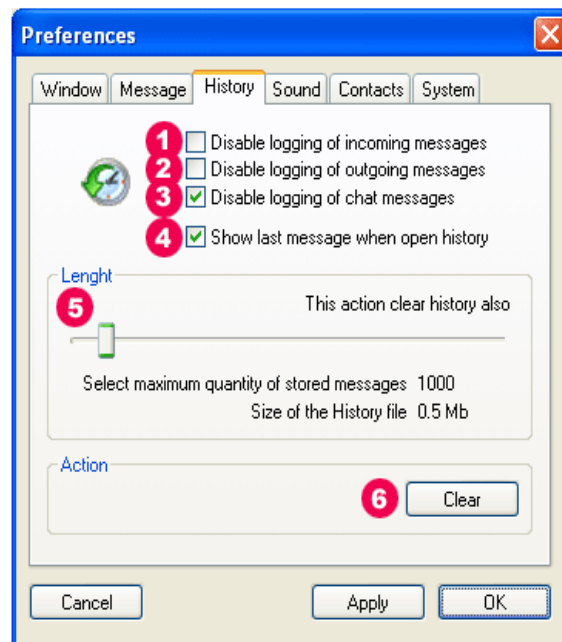 Preferences
Window Message History Sound Contacts System
1 Disable logging of incoming messages
2 Disable logging of outgoing messages
3 Disable logging of chat messages
4 Show last message when open history
Lenght
5 This action clear history also
Select maximum quantity of stored messages 1000
Size of the History file 0.5 Mb
Action
6 Clear
Cancel Apply OK